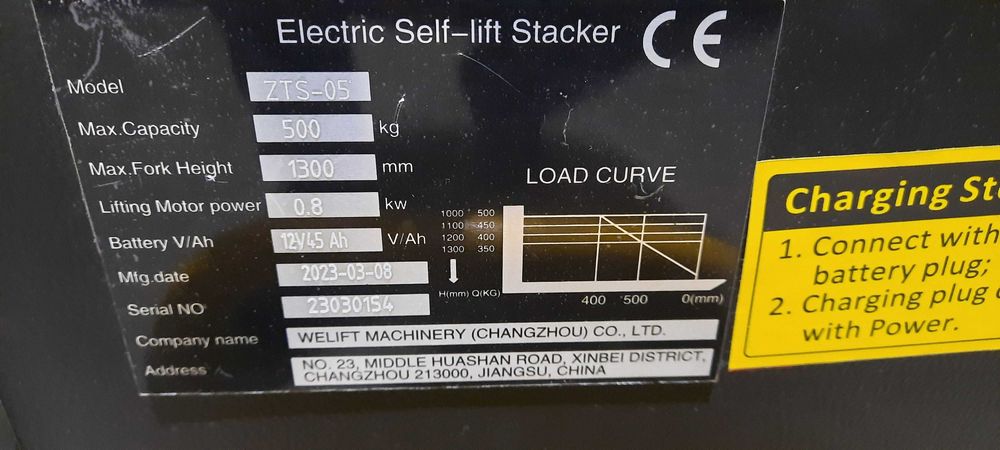 Electric Self-lift Stacker CE
Model ZTS-05
Max.Capacity 500 kg
Max.Fork Height 1300 mm
Lifting Motor power 0.8 kw
Battery V/Ah 12V/45 Ah V/Ah
Mfg.date 2023-03-08
Serial NO 23030154
Company name WELIFT MACHINERY (CHANGZHOU) CO., LTD.
Address NO. 23, MIDDLE HUASHAN ROAD, XINBEI DISTRICT,
CHANGZHOU 213000, JIANGSU, CHINA
LOAD CURVE
1000 500
1100 450
1200 400
1300 350
H(mm) Q(KG)
400 500 0(mm)
Charging
1. Connect with
battery plug;
2. Charging plug
with Power.